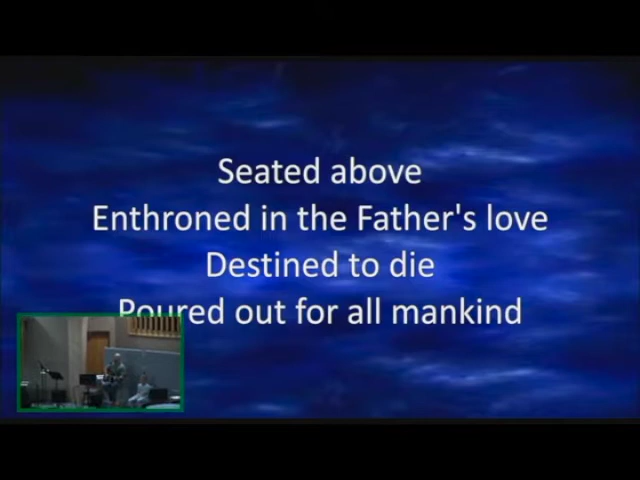 Seated above
Enthroned in the Father's love
Destined to die
Poured out for all mankind